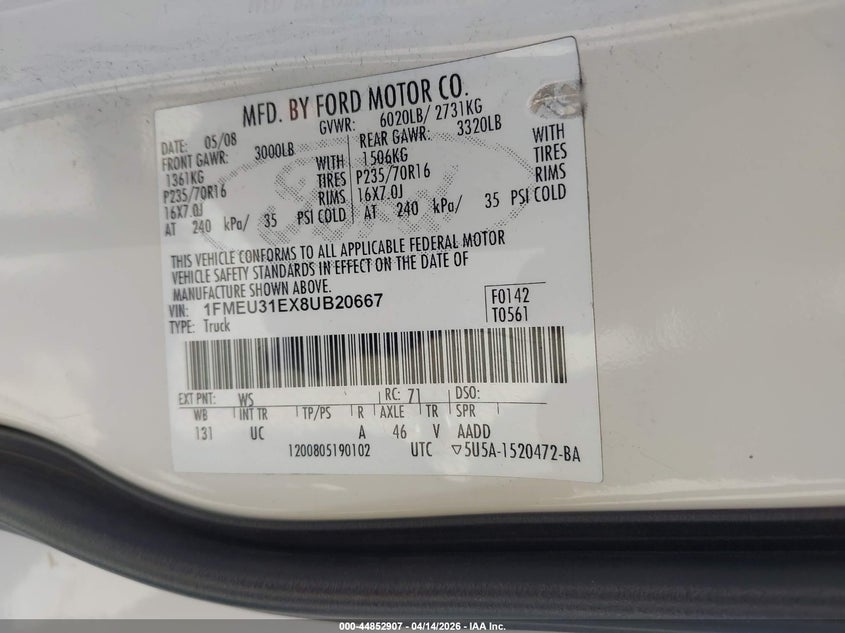 MFD. BY FORD MOTOR CO.
DATE: 05/08 GVWR: 6020LB/ 2731KG
FRONT GAWR: 3000LB REAR GAWR: 3320LB
1361KG WITH 1506KG WITH
P235/70R16 TIRES P235/70R16 TIRES
16X7.0J RIMS 16X7.0J RIMS
AT 240 kPa/ 35 PSI COLD AT 240 kPa/ 35 PSI COLD
THIS VEHICLE CONFORMS TO ALL APPLICABLE FEDERAL MOTOR
VEHICLE SAFETY STANDARDS IN EFFECT ON THE DATE OF
MANUFACTURE SHOWN ABOVE.
VIN: 1FMEU31EX8UB20667 F0142
TYPE: Truck T0561
EXT PNT: WS RC: 71 DSO:
WB INT TR TP/PS R AXLE TR SPR
131 UC A 46 V AADD
1200805190102 UTC ▽5U5A-1520472-BA
000-44852907 - 04/14/2026 - IAA Inc.